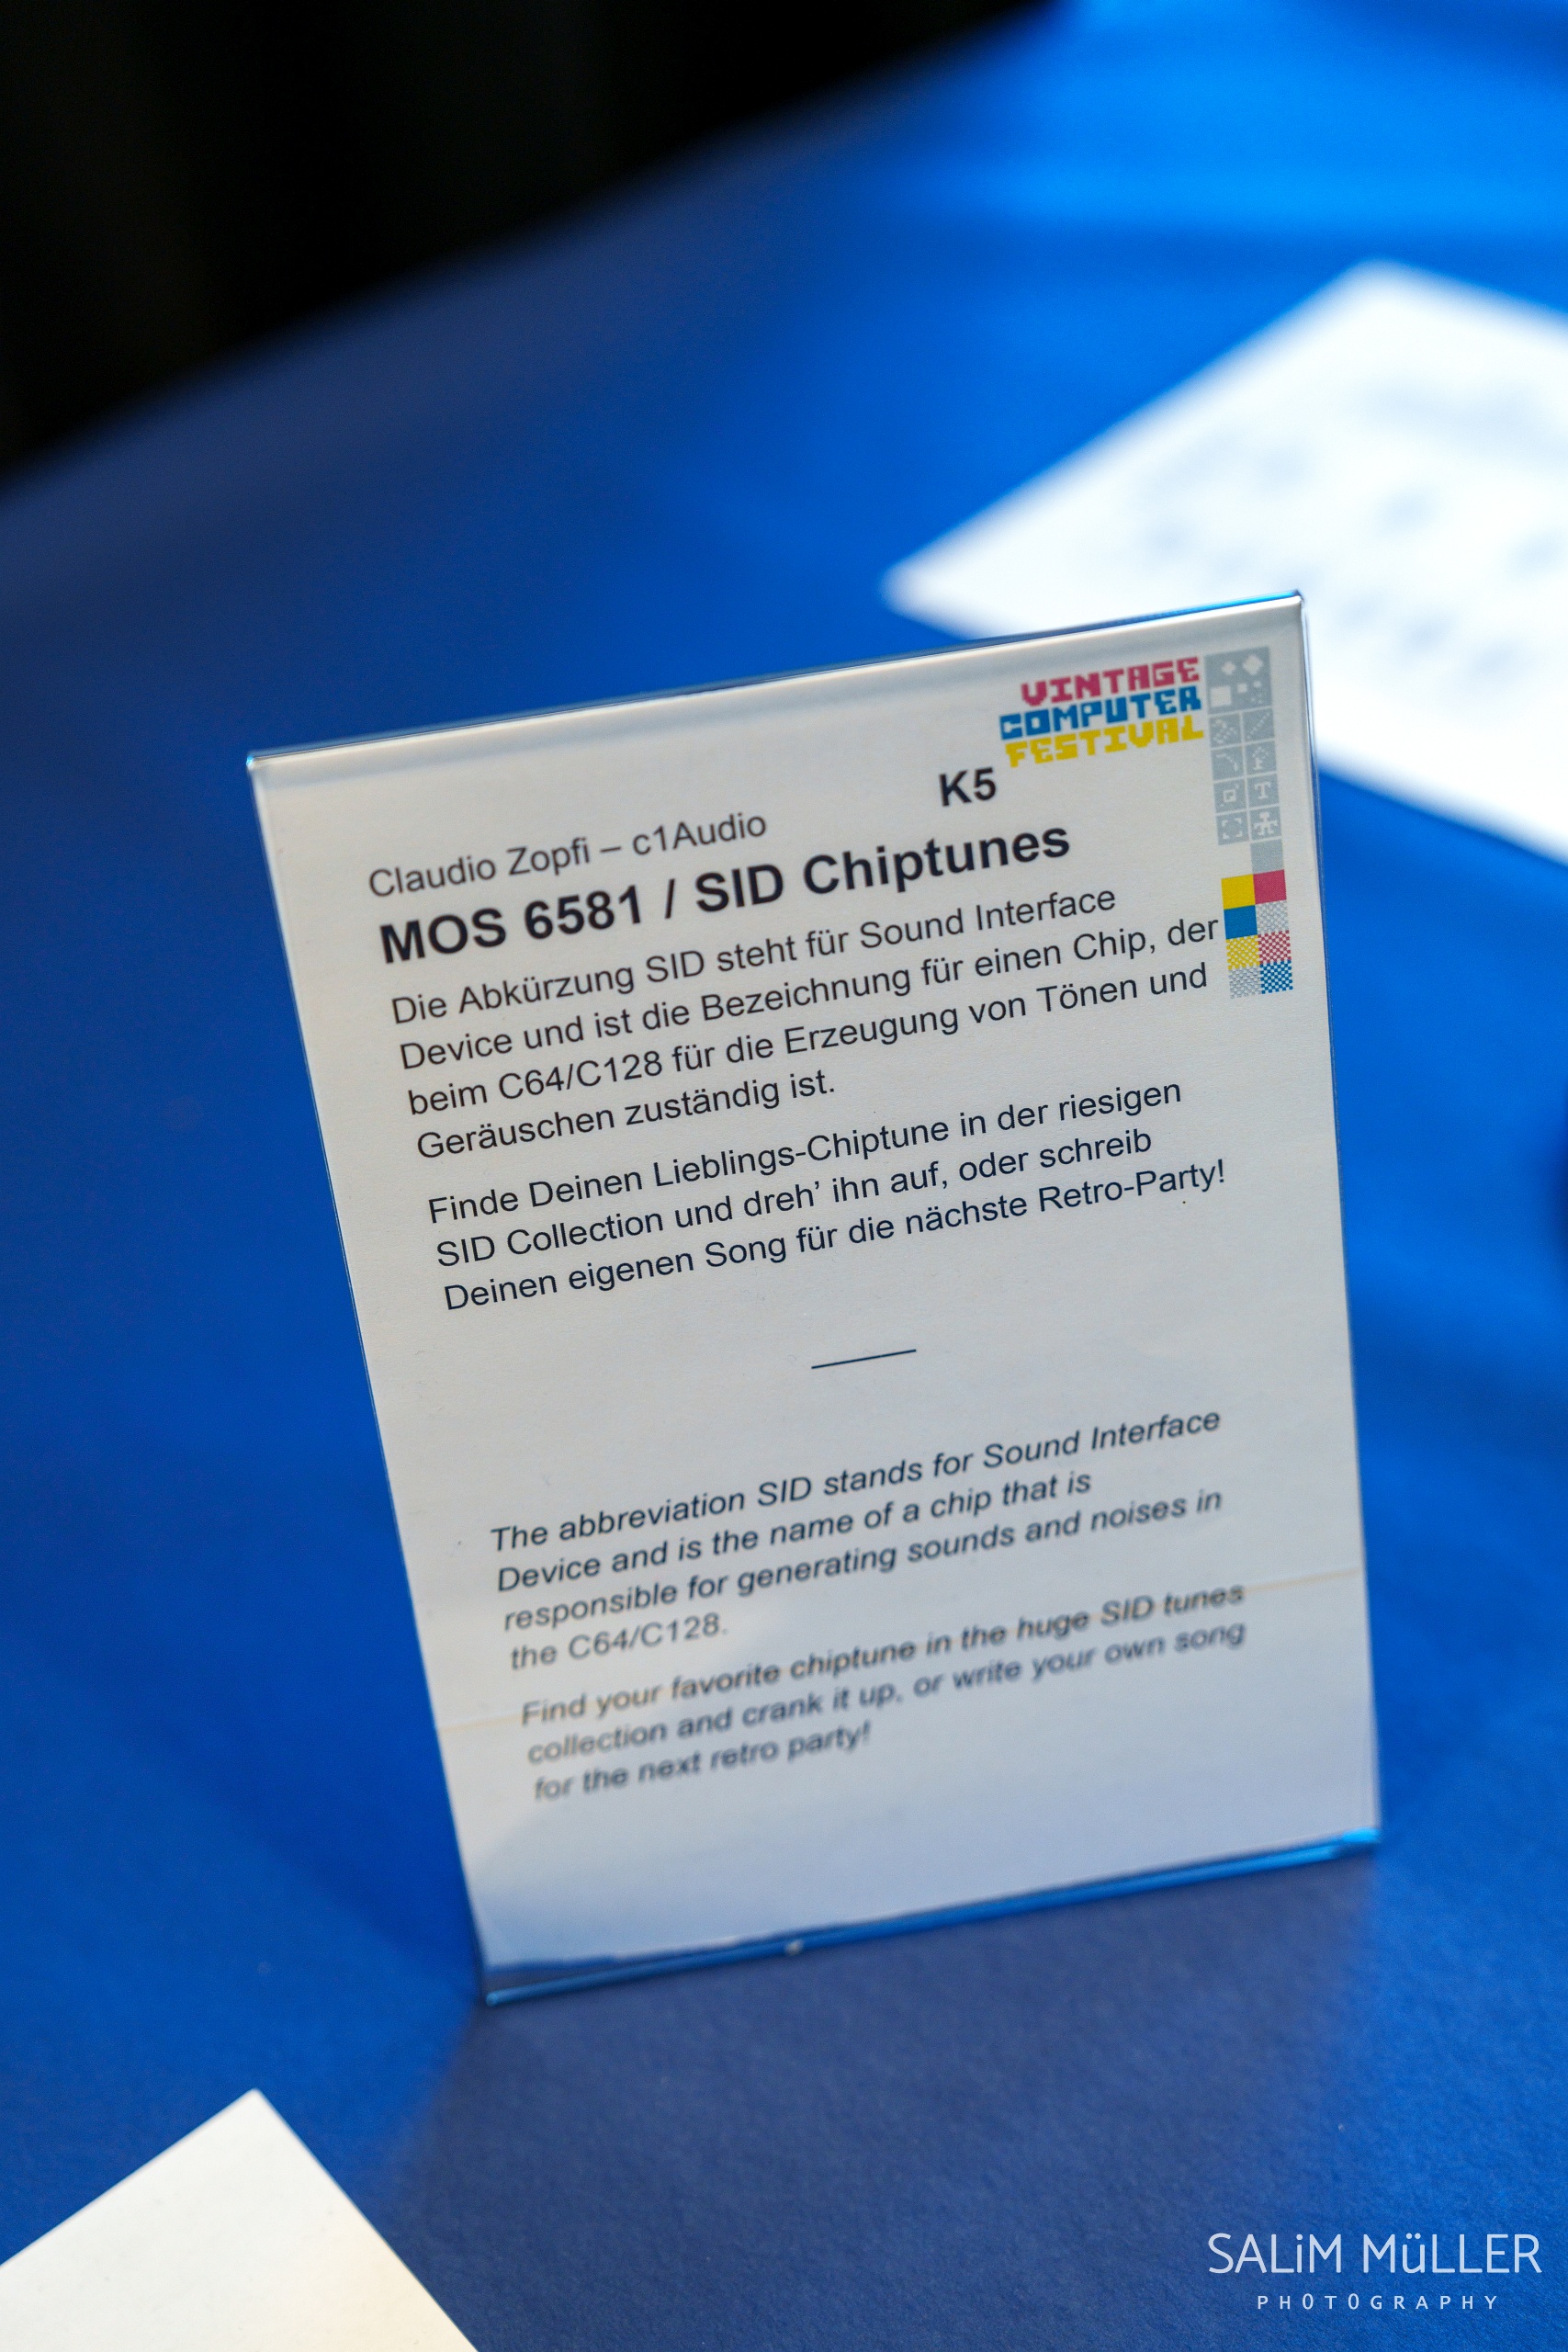 VINTAGE
COMPUTER
FESTIVAL
K5
Claudio Zopfi – c1Audio
MOS 6581 / SID Chiptunes
Die Abkürzung SID steht für Sound Interface
Device und ist die Bezeichnung für einen Chip, der
beim C64/C128 für die Erzeugung von Tönen und
Geräuschen zuständig ist.
Finde Deinen Lieblings-Chiptune in der riesigen
SID Collection und dreh’ ihn auf, oder schreib
Deinen eigenen Song für die nächste Retro-Party!
The abbreviation SID stands for Sound Interface
Device and is the name of a chip that is
responsible for generating sounds and noises in
the C64/C128.
Find your favorite chiptune in the huge SID tunes
collection and crank it up, or write your own song
for the next retro party!
SALiM MüLLER
PHOTOGRAPHY